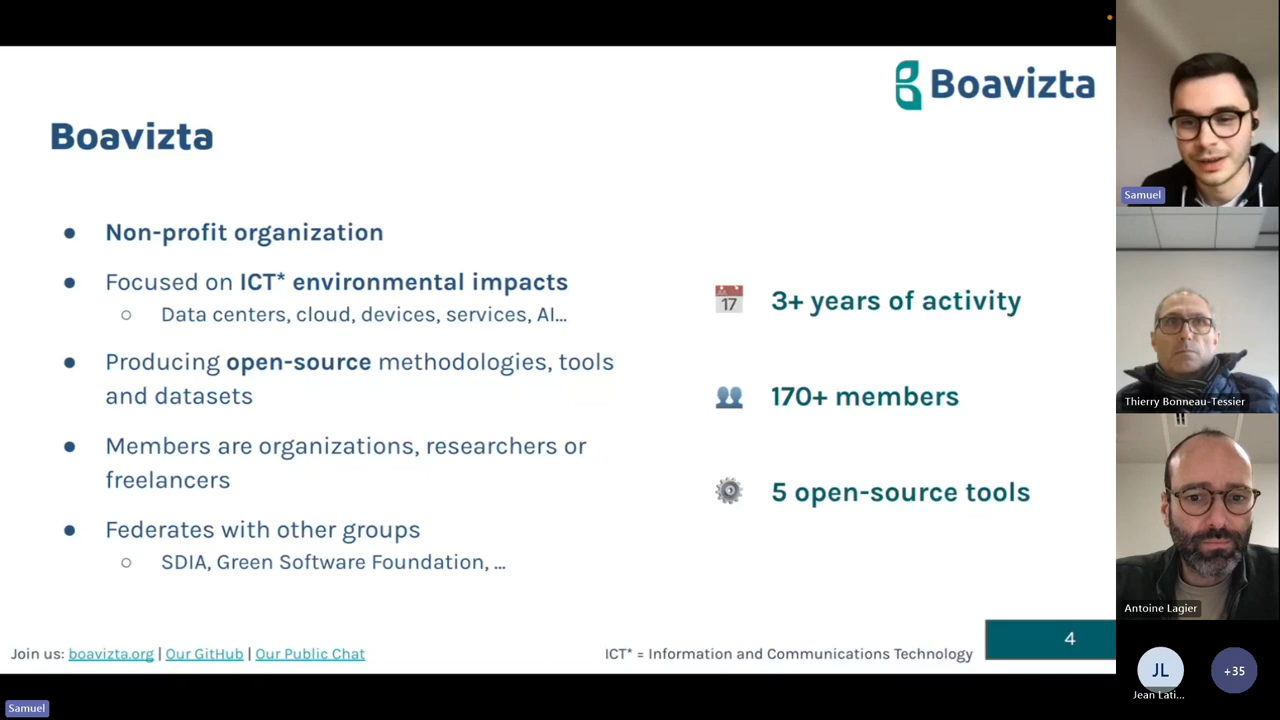 Boavizta
Boavizta
Non-profit organization
Focused on ICT* environmental impacts
Data centers, cloud, devices, services, AI...
Producing open-source methodologies, tools
and datasets
Members are organizations, researchers or
freelancers
Federates with other groups
SDIA, Green Software Foundation, ...
17
3+ years of activity
170+ members
5 open-source tools
Join us: boavizta.org | Our GitHub | Our Public Chat
ICT* = Information and Communications Technology
4
Samuel
Samuel
Thierry Bonneau-Tessier
Antoine Lagier
JL
Jean Lati...
+35